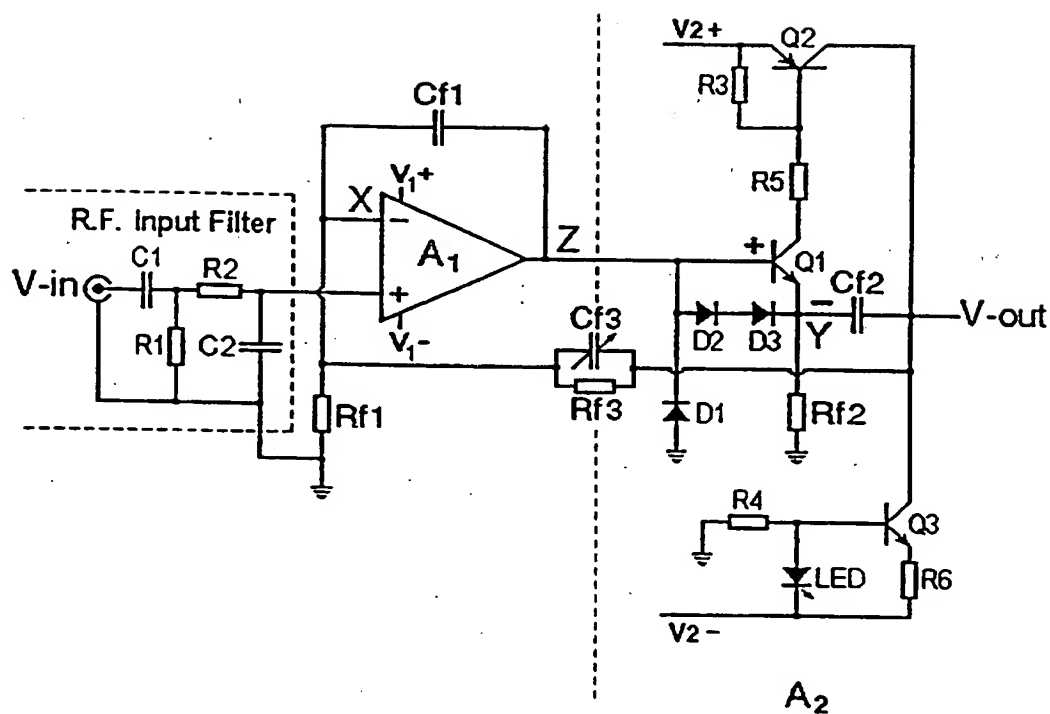 V2+
Q2
R3
Cf1
V1+
R5
X
R.F. Input Filter
−
Z
A1
+
Q1
C1
R2
V-in
+
Cf2
−
V-out
V1−
Cf3
D2
D3
Y
R1
C2
Rf3
D1
Rf1
Rf2
R4
Q3
LED
R6
V2−
A2